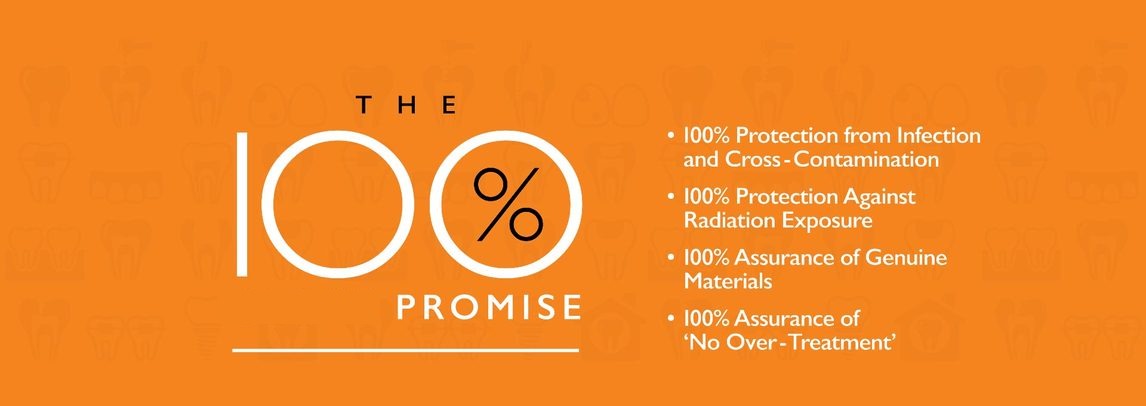 THE
100%
PROMISE
• 100% Protection from Infection
and Cross-Contamination
• 100% Protection Against
Radiation Exposure
• 100% Assurance of Genuine
Materials
• 100% Assurance of
‘No Over-Treatment’